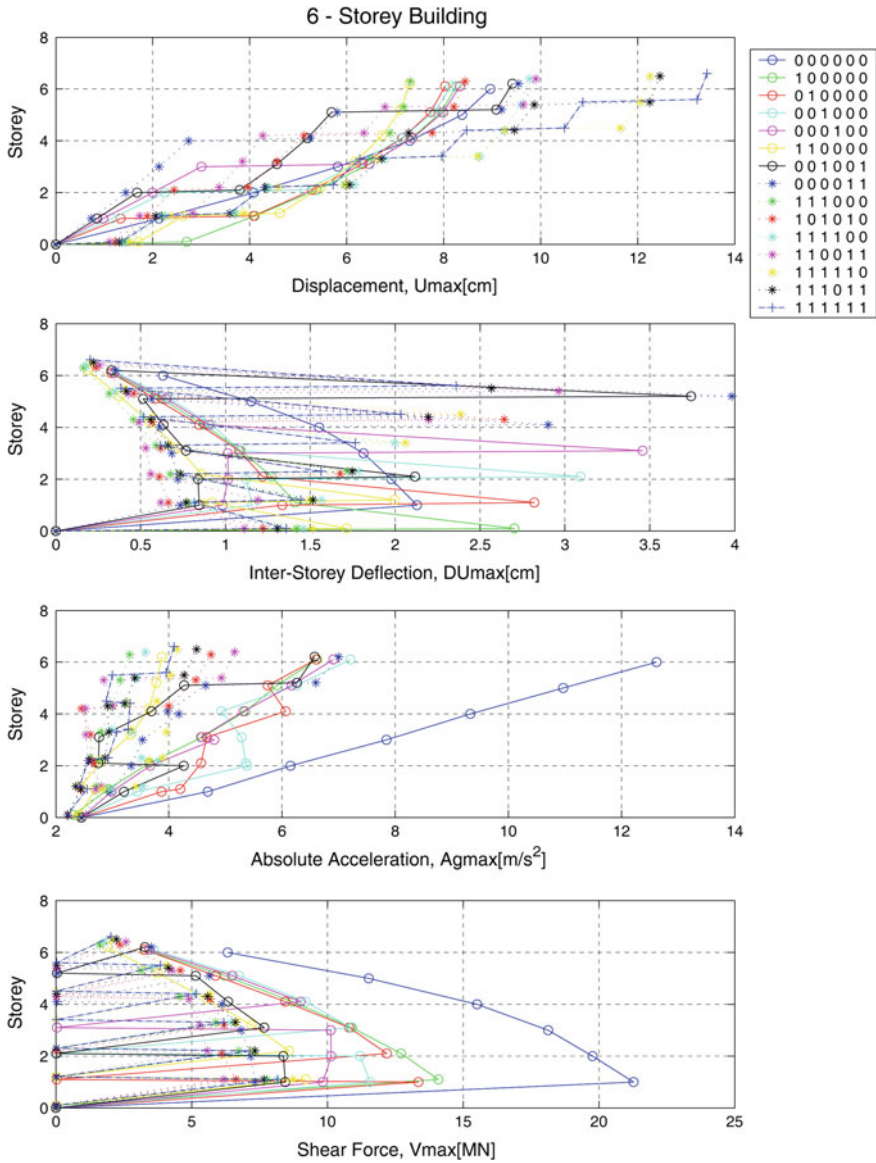 6 - Storey Building
8
6
4
2
0
Storey
0 2 4 6 8 10 12 14
Displacement, Umax[cm]
0 0 0 0 0 0
1 0 0 0 0 0
0 1 0 0 0 0
0 0 1 0 0 0
0 0 0 1 0 0
1 1 0 0 0 0
0 0 1 0 0 1
0 0 0 0 1 1
1 1 1 0 0 0
1 0 1 0 1 0
1 1 1 1 0 0
1 1 0 0 1 1
1 1 1 1 1 0
1 1 1 0 1 1
1 1 1 1 1 1
8
6
4
2
0
Storey
0 0.5 1 1.5 2 2.5 3 3.5 4
Inter-Storey Deflection, DUmax[cm]
8
6
4
2
0
Storey
2 4 6 8 10 12 14
Absolute Acceleration, Agmax[m/s²]
8
6
4
2
0
Storey
0 5 10 15 20 25
Shear Force, Vmax[MN]